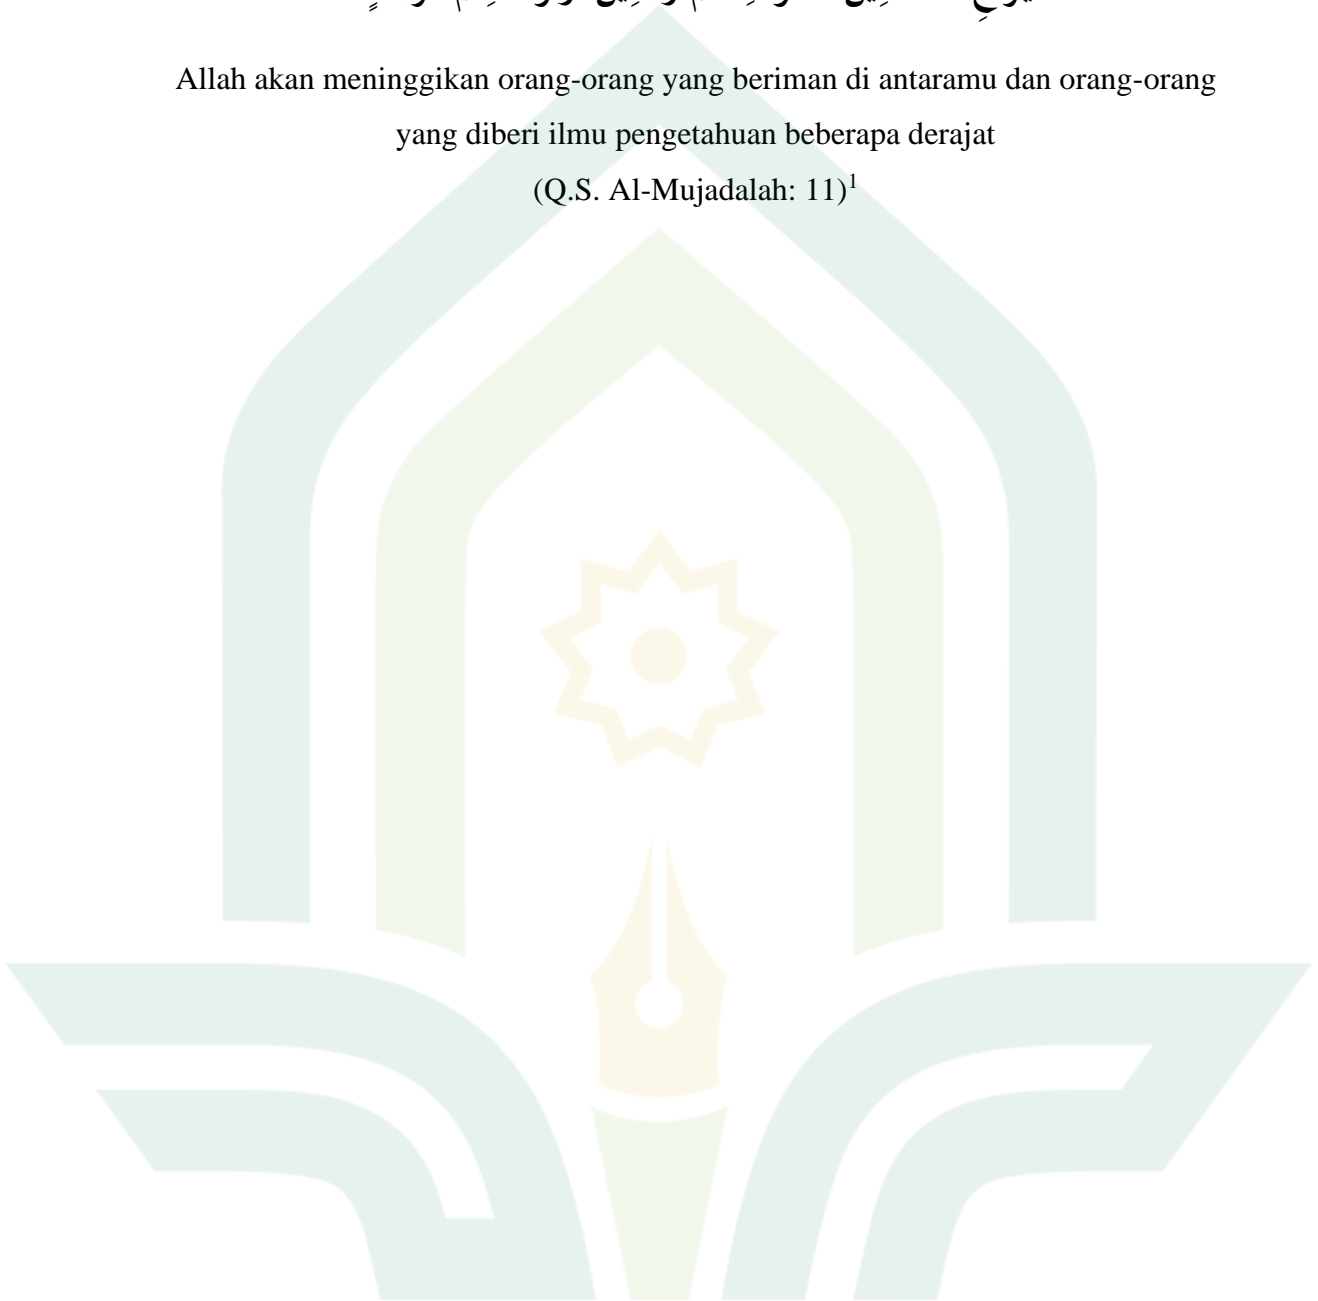 Allah akan meninggikan orang-orang yang beriman di antaramu dan orang-orang
yang diberi ilmu pengetahuan beberapa derajat
(Q.S. Al-Mujadalah: 11)¹